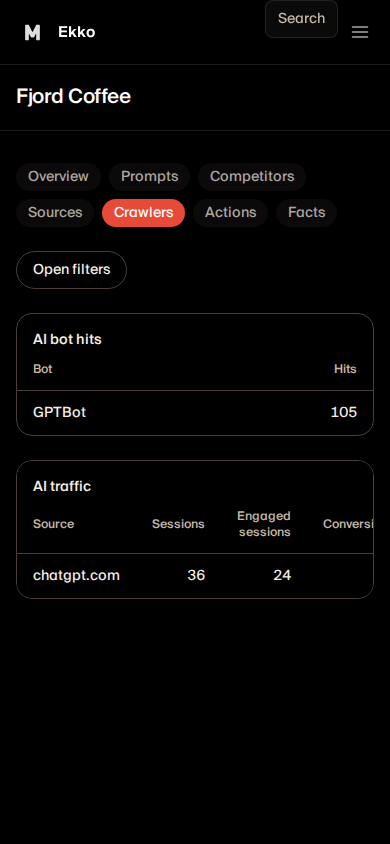 Search
M Ekko
Fjord Coffee
Overview Prompts Competitors
Sources Crawlers Actions Facts
Open filters
AI bot hits
Bot Hits
GPTBot 105
AI traffic
Source Sessions Engaged sessions Conversi
chatgpt.com 36 24